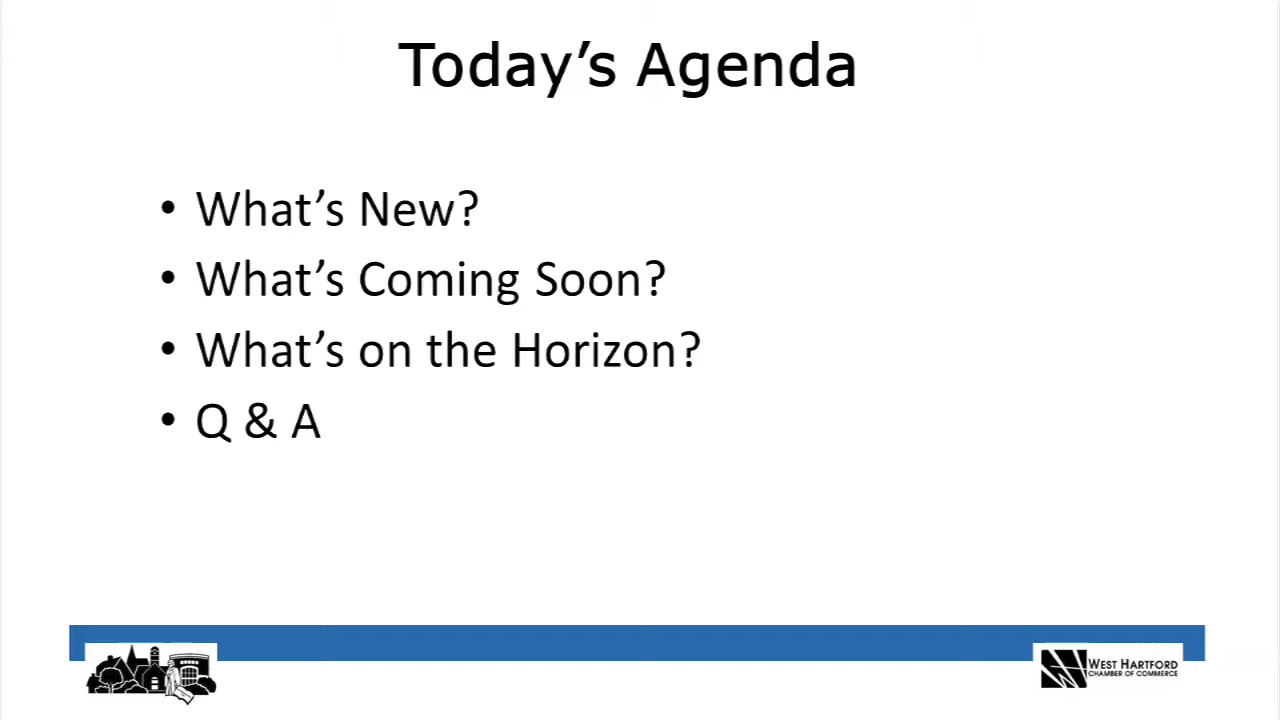 Today’s Agenda
• What’s New?
• What’s Coming Soon?
• What’s on the Horizon?
• Q & A
WEST HARTFORD
CHAMBER OF COMMERCE